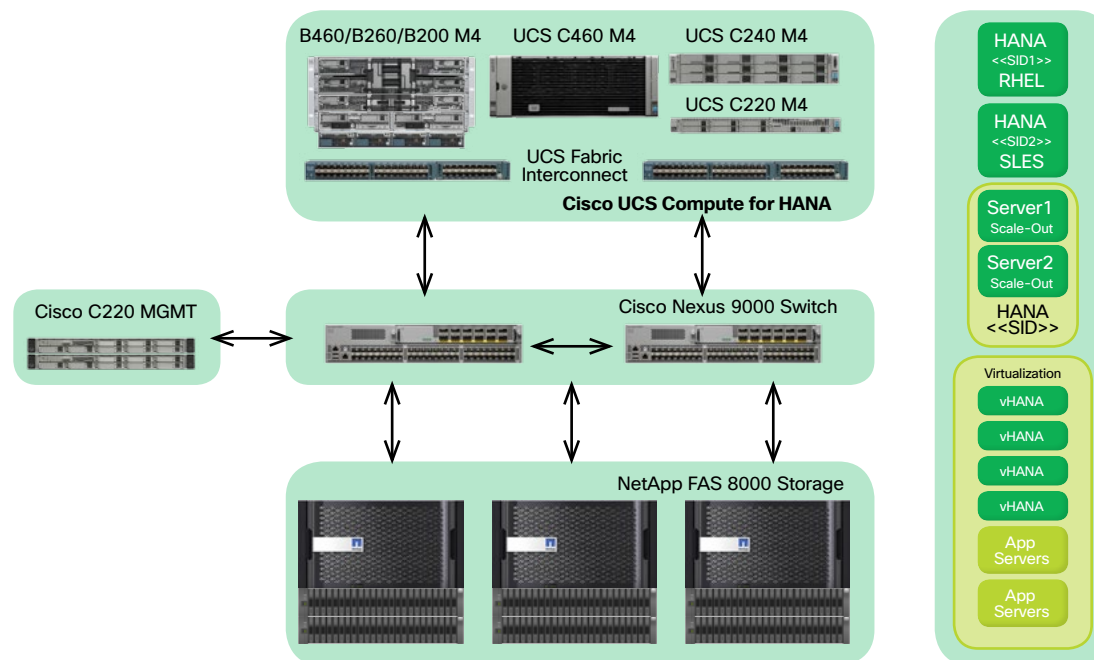 B460/B260/B200 M4
UCS C460 M4
UCS C240 M4
UCS C220 M4
UCS Fabric
Interconnect
Cisco UCS Compute for HANA
Cisco C220 MGMT
Cisco Nexus 9000 Switch
NetApp FAS 8000 Storage
HANA
<<SID1>>
RHEL
HANA
<<SID2>>
SLES
Server1
Scale-Out
Server2
Scale-Out
HANA
<<SID>>
Virtualization
vHANA
vHANA
vHANA
vHANA
App
Servers
App
Servers